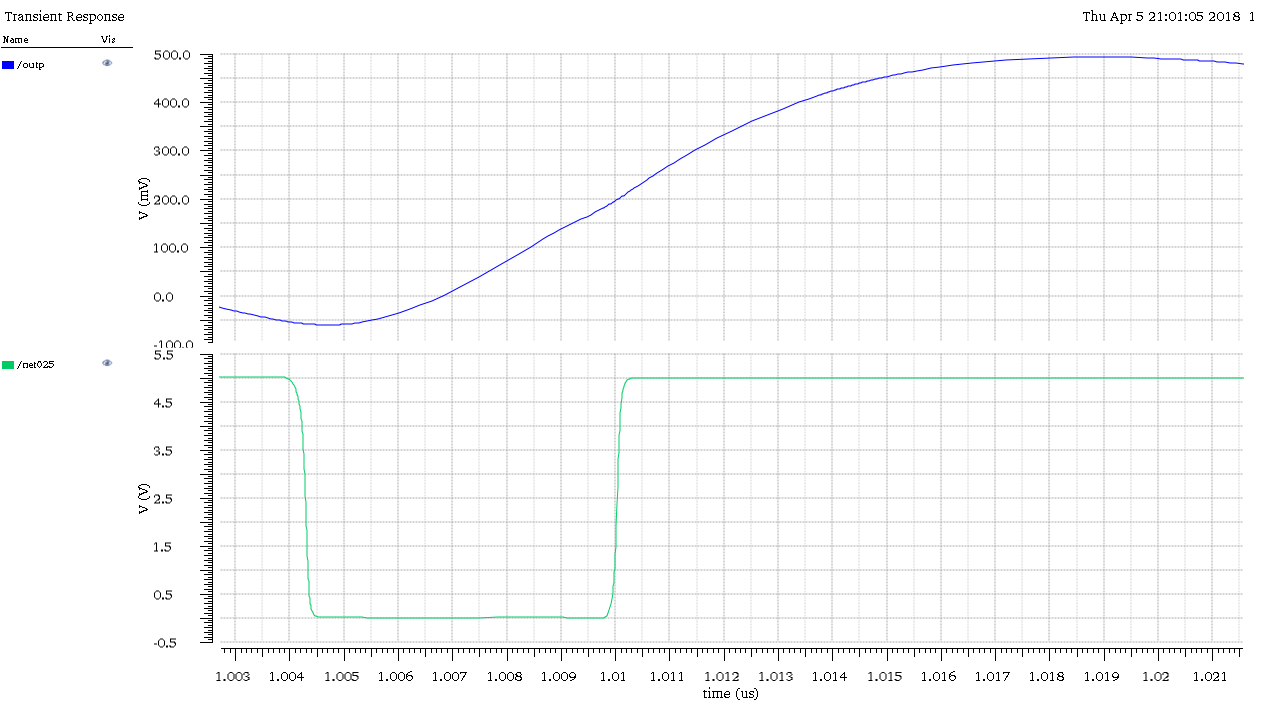 Transient Response
Thu Apr 5 21:01:05 2018 1
Name Vis
/outp
500.0
400.0
300.0
200.0
100.0
0.0
-100.0
V (mV)
/net025
5.5
4.5
3.5
2.5
1.5
0.5
-0.5
V (V)
1.003 1.004 1.005 1.006 1.007 1.008 1.009 1.01 1.011 1.012 1.013 1.014 1.015 1.016 1.017 1.018 1.019 1.02 1.021
time (us)